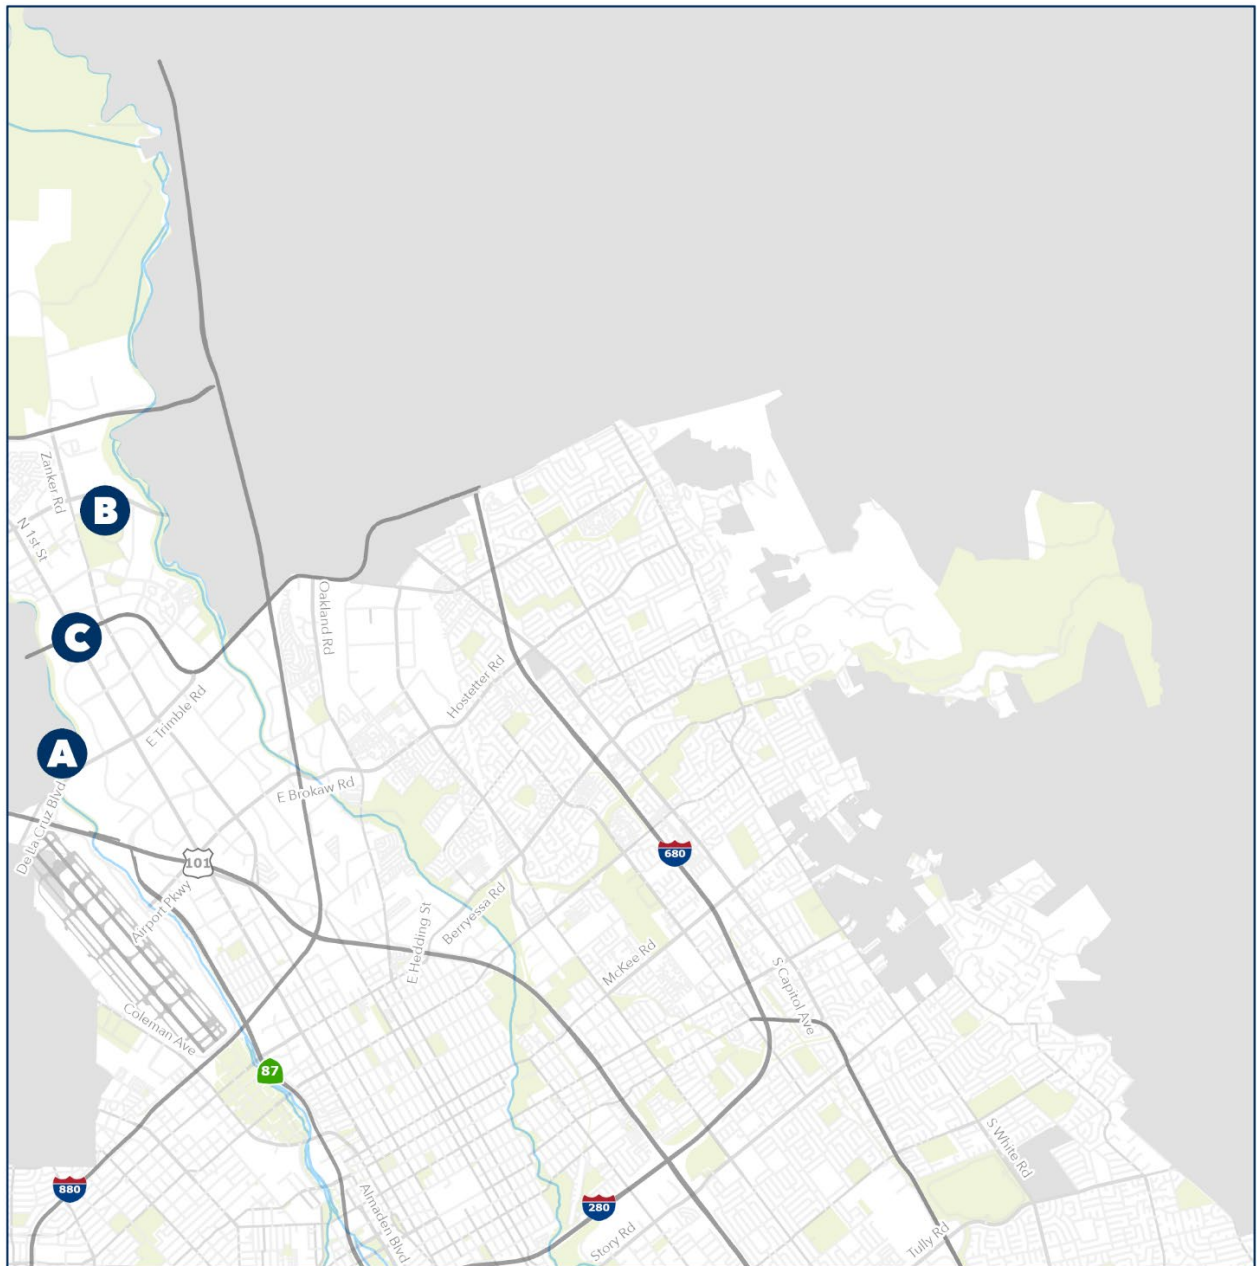 Zanker Rd
B
N 1st St
Oakland Rd
C
Hostetter Rd
E Trimble Rd
A
E Brokaw Rd
De La Cruz Blvd
680
101
Airport Pkwy
Berryessa Rd
E Hedding St
McKee Rd
S Capitol Ave
Coleman Ave
87
S White Rd
880
280
Almaden Blvd
Story Rd
Tully Rd